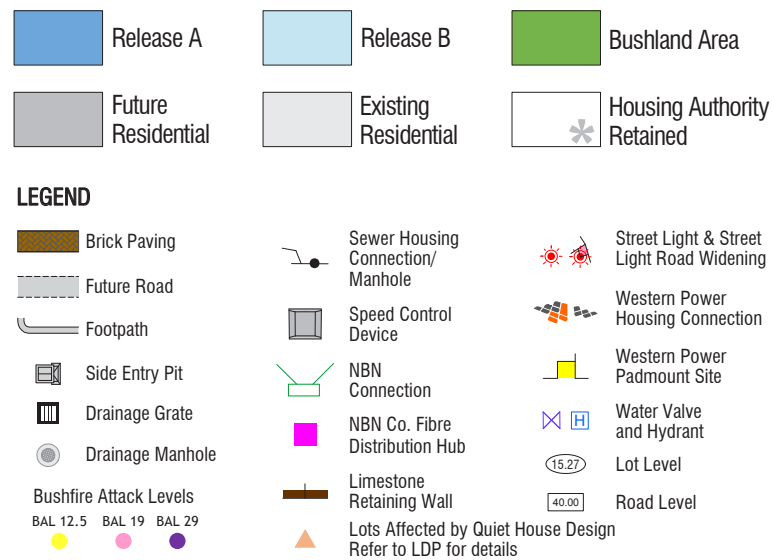 Release A
Release B
Bushland Area
Future
Residential
Existing
Residential
Housing Authority
Retained
LEGEND
Brick Paving
Future Road
Footpath
Side Entry Pit
Drainage Grate
Drainage Manhole
Bushfire Attack Levels
BAL 12.5 BAL 19 BAL 29
Sewer Housing
Connection/
Manhole
Speed Control
Device
NBN
Connection
NBN Co. Fibre
Distribution Hub
Limestone
Retaining Wall
Lots Affected by Quiet House Design
Refer to LDP for details
Street Light & Street
Light Road Widening
Western Power
Housing Connection
Western Power
Padmount Site
H
Water Valve
and Hydrant
15.27
Lot Level
40.00
Road Level